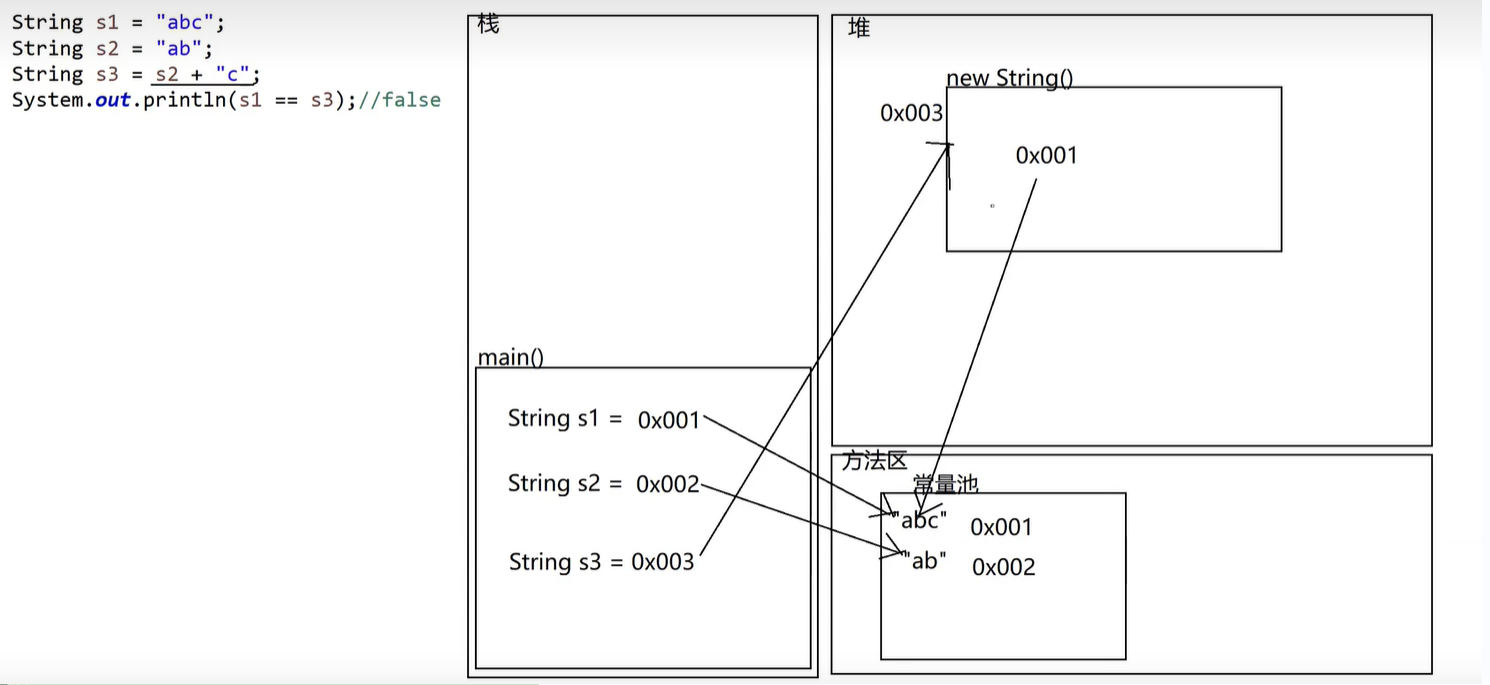 String s1 = "abc";
String s2 = "ab";
String s3 = s2 + "c";
System.out.println(s1 == s3);//false
栈
main()
String s1 = 0x001
String s2 = 0x002
String s3 = 0x003
堆
new String()
0x003
0x001
方法区
常量池
"abc" 0x001
"ab" 0x002